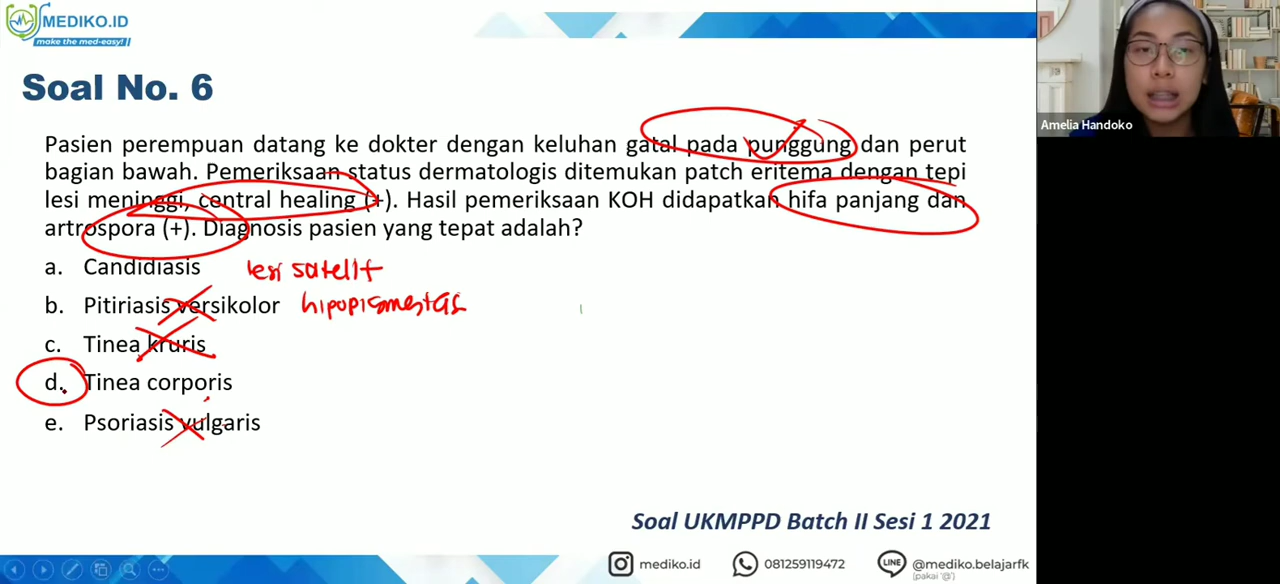 MEDIKO.ID
make the med-easy!
Soal No. 6
Pasien perempuan datang ke dokter dengan keluhan gatal pada punggung dan perut
bagian bawah. Pemeriksaan status dermatologis ditemukan patch eritema dengan tepi
lesi meninggi, central healing (+). Hasil pemeriksaan KOH didapatkan hifa panjang dan
artrospora (+). Diagnosis pasien yang tepat adalah?
a. Candidiasis lesi satelit
b. Pitiriasis versikolor hipopigmentasi
c. Tinea kruris
d. Tinea corporis
e. Psoriasis vulgaris
Soal UKMPPD Batch II Sesi 1 2021
mediko.id
081259119472
LINE
@mediko.belajarfk
(pakai '@')
Amelia Handoko